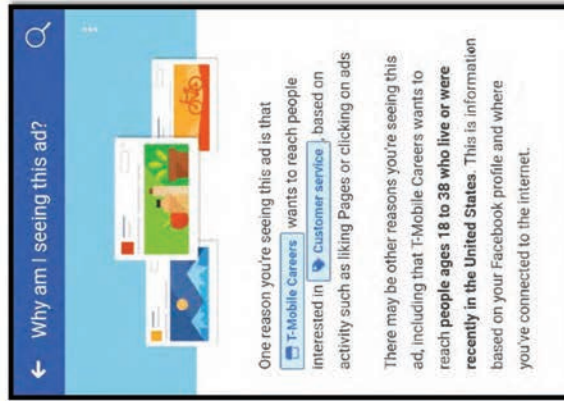 Why am I seeing this ad?
One reason you're seeing this ad is that
T-Mobile Careers wants to reach people
interested in Customer service, based on
activity such as liking Pages or clicking on ads
There may be other reasons you're seeing this
ad, including that T-Mobile Careers wants to
reach people ages 18 to 38 who live or were
recently in the United States. This is information
based on your Facebook profile and where
you've connected to the internet.